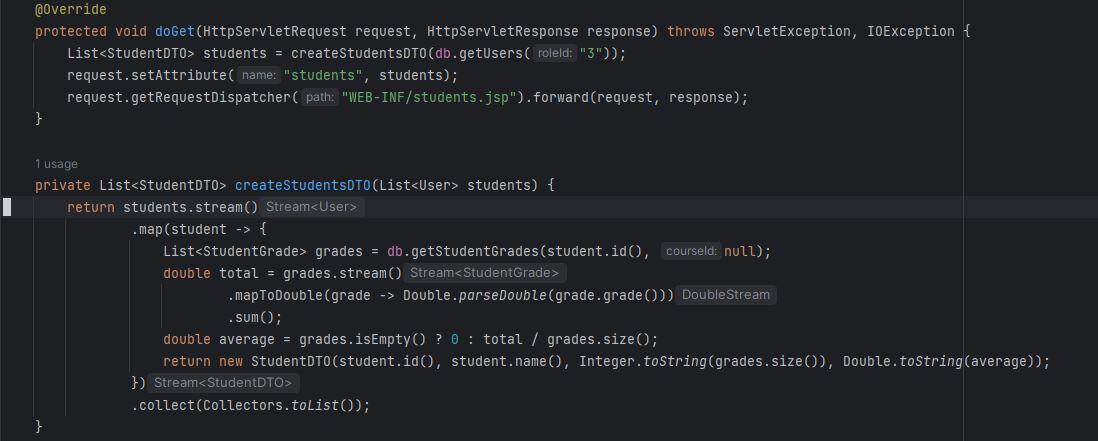 @Override
protected void doGet(HttpServletRequest request, HttpServletResponse response) throws ServletException, IOException {
    List<StudentDTO> students = createStudentsDTO(db.getUsers( roleId: "3"));
    request.setAttribute( name: "students", students);
    request.getRequestDispatcher( path: "WEB-INF/students.jsp").forward(request, response);
}
1 usage
private List<StudentDTO> createStudentsDTO(List<User> students) {
    return students.stream() Stream<User>
            .map(student -> {
                List<StudentGrade> grades = db.getStudentGrades(student.id(), courseId: null);
                double total = grades.stream() Stream<StudentGrade>
                        .mapToDouble(grade -> Double.parseDouble(grade.grade())) DoubleStream
                        .sum();
                double average = grades.isEmpty() ? 0 : total / grades.size();
                return new StudentDTO(student.id(), student.name(), Integer.toString(grades.size()), Double.toString(average));
            }) Stream<StudentDTO>
            .collect(Collectors.toList());
}